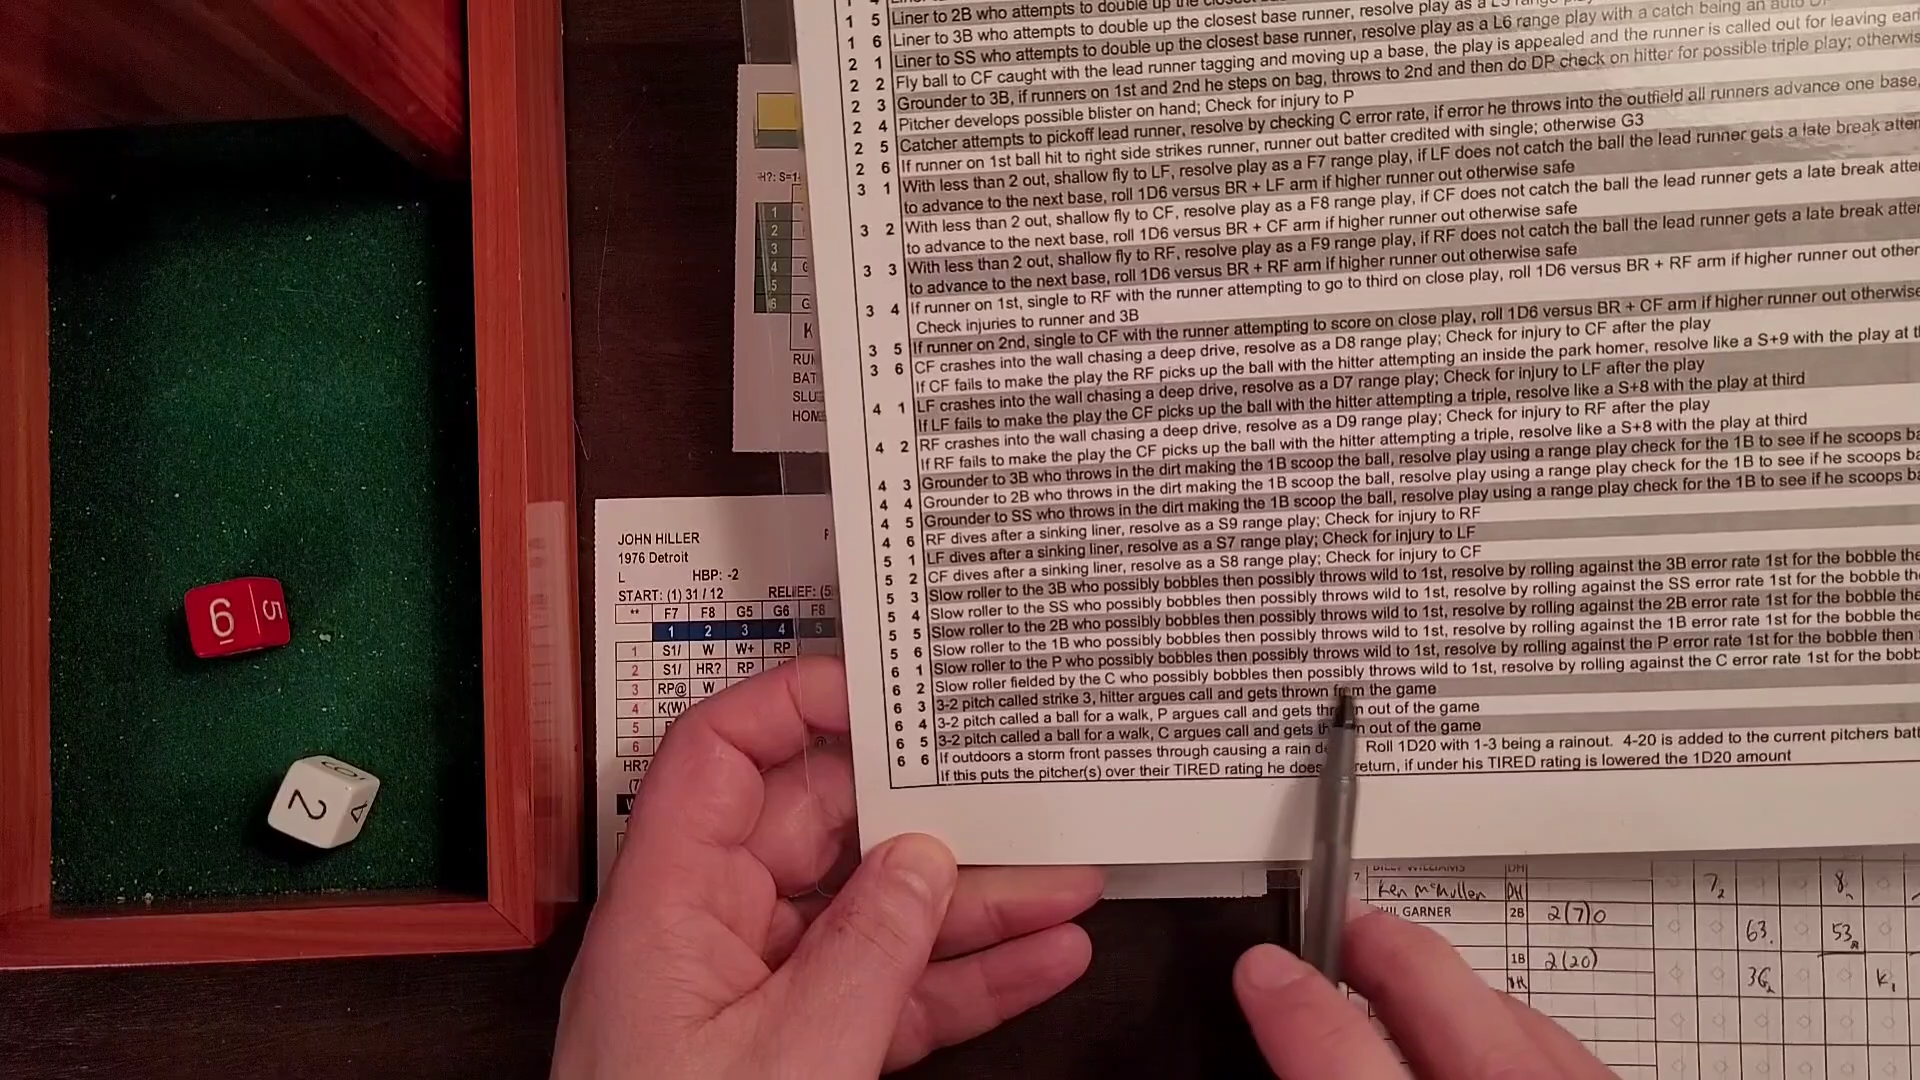 1 5 Liner to 2B who attempts to double up the closest
1 6 Liner to 3B who attempts to double up the closest base runner, resolve play as a L5 range play
2 1 Liner to SS who attempts to double up the closest base runner, resolve play as a L6 range play with a catch being an auto DP
2 2 Fly ball to CF caught with the lead runner tagging and moving up a base, the play is appealed and the runner is called out for leaving
2 3 Grounder to 3B, if runners on 1st and 2nd he steps on bag, throws to 2nd and then do DP check on hitter for possible triple play;
2 4 Pitcher develops possible blister on hand; Check for injury to P
2 5 Catcher attempts to pickoff lead runner, resolve by checking C error rate, if error he throws into the outfield all runners advance one base,
2 6 If runner on 1st ball hit to right side strikes runner, runner out batter credited with single; otherwise G3
3 1 With less than 2 out, shallow fly to LF, resolve play as a F7 range play, if LF does not catch the ball the lead runner gets a late break
to advance to the next base, roll 1D6 versus BR + LF arm if higher runner out otherwise safe
3 2 With less than 2 out, shallow fly to CF, resolve play as a F8 range play, if CF does not catch the ball the lead runner gets a late break
to advance to the next base, roll 1D6 versus BR + CF arm if higher runner out otherwise safe
3 3 With less than 2 out, shallow fly to RF, resolve play as a F9 range play, if RF does not catch the ball the lead runner gets a late break
to advance to the next base, roll 1D6 versus BR + RF arm if higher runner out otherwise safe
3 4 If runner on 1st, single to RF with the runner attempting to go to third on close play, roll 1D6 versus BR + RF arm if higher runner out
Check injuries to runner and 3B
3 5 If runner on 2nd, single to CF with the runner attempting to score on close play, roll 1D6 versus BR + CF arm if higher runner out otherwise
3 6 CF crashes into the wall chasing a deep drive, resolve as a D8 range play; Check for injury to CF after the play
If CF fails to make the play the RF picks up the ball with the hitter attempting an inside the park homer, resolve like a S+9 with the play at
4 1 LF crashes into the wall chasing a deep drive, resolve as a D7 range play; Check for injury to LF after the play
If LF fails to make the play the CF picks up the ball with the hitter attempting a triple, resolve like a S+8 with the play at third
4 2 RF crashes into the wall chasing a deep drive, resolve as a D9 range play; Check for injury to RF after the play
If RF fails to make the play the CF picks up the ball with the hitter attempting a triple, resolve like a S+8 with the play at third
4 3 Grounder to 3B who throws in the dirt making the 1B scoop the ball, resolve play using a range play check for the 1B to see if he scoops
4 4 Grounder to 2B who throws in the dirt making the 1B scoop the ball, resolve play using a range play check for the 1B to see if he scoops
4 5 Grounder to SS who throws in the dirt making the 1B scoop the ball, resolve play using a range play check for the 1B to see if he scoops
4 6 RF dives after a sinking liner, resolve as a S9 range play; Check for injury to RF
5 1 LF dives after a sinking liner, resolve as a S7 range play; Check for injury to LF
5 2 CF dives after a sinking liner, resolve as a S8 range play; Check for injury to CF
5 3 Slow roller to the 3B who possibly bobbles then possibly throws wild to 1st, resolve by rolling against the 3B error rate 1st for the bobble
5 4 Slow roller to the SS who possibly bobbles then possibly throws wild to 1st, resolve by rolling against the SS error rate 1st for the bobble
5 5 Slow roller to the 2B who possibly bobbles then possibly throws wild to 1st, resolve by rolling against the 2B error rate 1st for the bobble
5 6 Slow roller to the 1B who possibly bobbles then possibly throws wild to 1st, resolve by rolling against the 1B error rate 1st for the bobble
6 1 Slow roller to the P who possibly bobbles then possibly throws wild to 1st, resolve by rolling against the P error rate 1st for the bobble then
6 2 Slow roller fielded by the C who possibly bobbles then possibly throws wild to 1st, resolve by rolling against the C error rate 1st for the
6 3 3-2 pitch called strike 3, hitter argues call and gets thrown from the game
6 4 3-2 pitch called a ball for a walk, P argues call and gets thrown out of the game
6 5 3-2 pitch called a ball for a walk, C argues call and gets thrown out of the game
6 6 If outdoors a storm front passes through causing a rain Roll 1D20 with 1-3 being a rainout. 4-20 is added to the current pitchers
If this puts the pitcher(s) over their TIRED rating he does return, if under his TIRED rating is lowered the 1D20 amount
H?: S=1
1
2
3
4
5
6 G
K
BAT
JOHN HILLER
1976 Detroit
L HBP: -2
START: (1) 31 / 12 RELIEF: (5
** F7 F8 G5 G6 F8
1 2 3 4 5
1 S1/ W W+ RP
2 S1/ HR? RP
3 RP@ W
4 K(W)
5
6
HR?
6 5
2 6 4
7 BILLY WILLIAMS DH
Ken McMullen DH 7₂ 8
GARNER 2B 2(7)0 63 53
1B 2(20) 3G₂ K₁